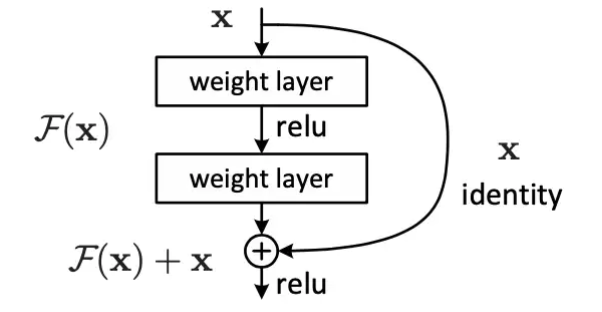 x
weight layer
F(x)
relu
x
weight layer
identity
F(x) + x
+
relu